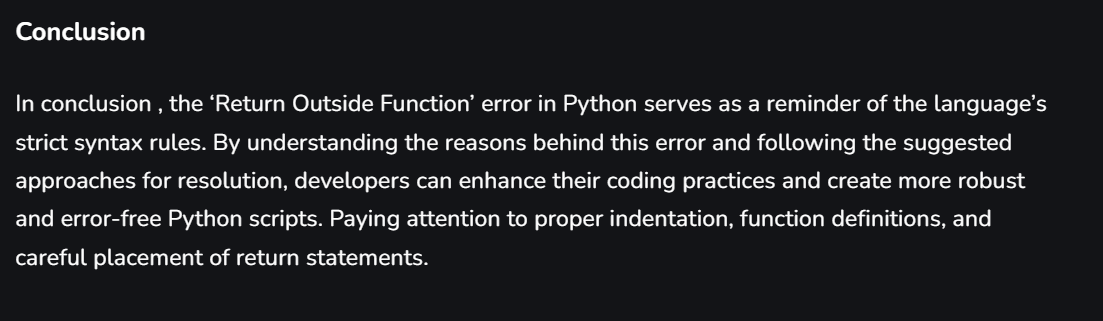 Conclusion
In conclusion , the ‘Return Outside Function’ error in Python serves as a reminder of the language’s
strict syntax rules. By understanding the reasons behind this error and following the suggested
approaches for resolution, developers can enhance their coding practices and create more robust
and error-free Python scripts. Paying attention to proper indentation, function definitions, and
careful placement of return statements.